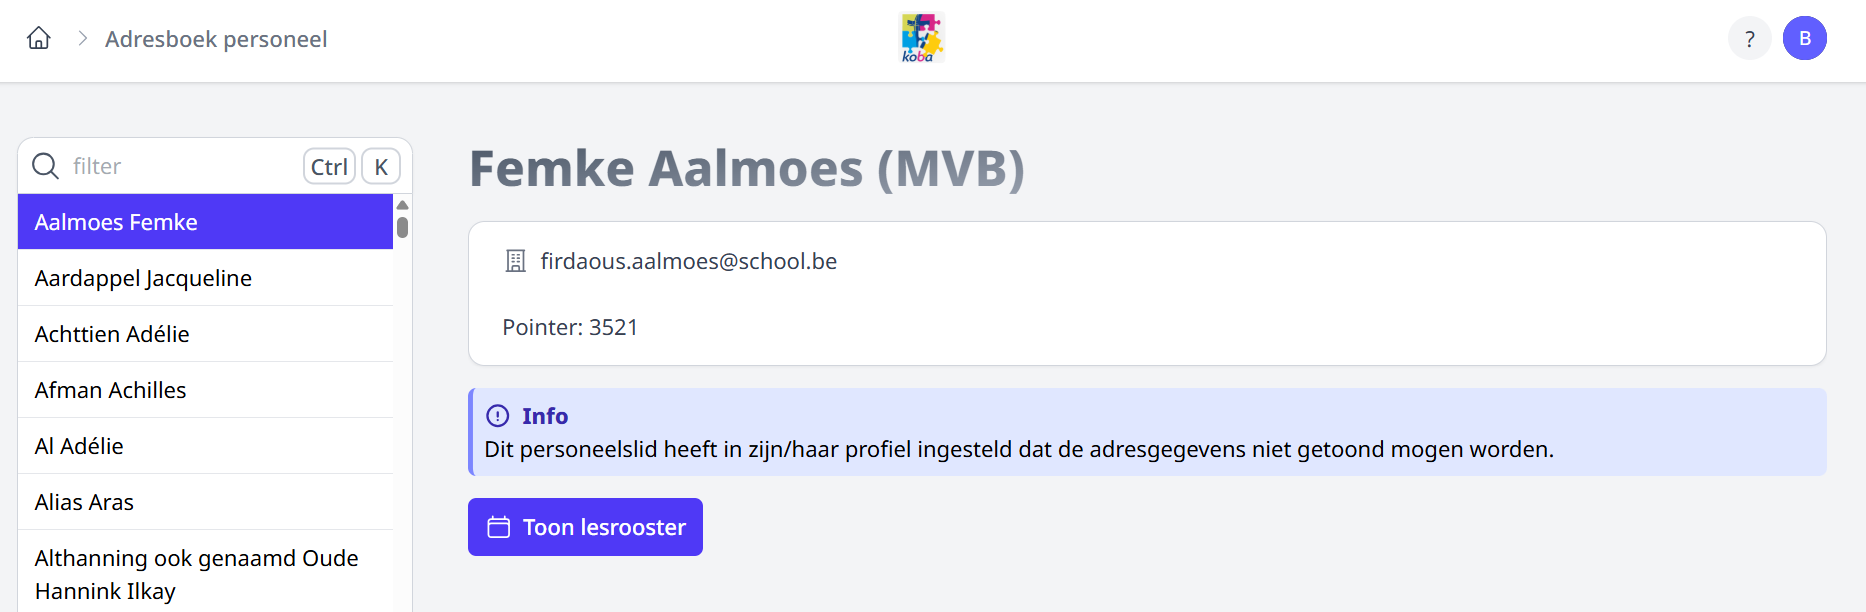 Adresboek personeel
koba
?
B
filter
Ctrl
K
Aalmoes Femke
Aardappel Jacqueline
Achttien Adélie
Afman Achilles
Al Adélie
Alias Aras
Althanning ook genaamd Oude
Hannink Ilkay
Femke Aalmoes (MVB)
firdaous.aalmoes@school.be
Pointer: 3521
Info
Dit personeelslid heeft in zijn/haar profiel ingesteld dat de adresgegevens niet getoond mogen worden.
Toon lesrooster